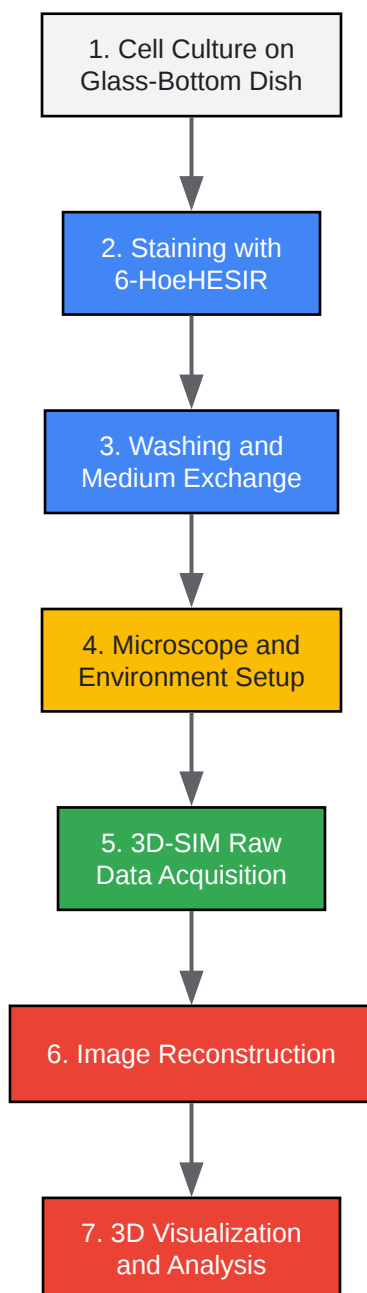 1. Cell Culture on
Glass-Bottom Dish
2. Staining with
6-HoeHESIR
3. Washing and
Medium Exchange
4. Microscope and
Environment Setup
5. 3D-SIM Raw
Data Acquisition
6. Image Reconstruction
7. 3D Visualization
and Analysis